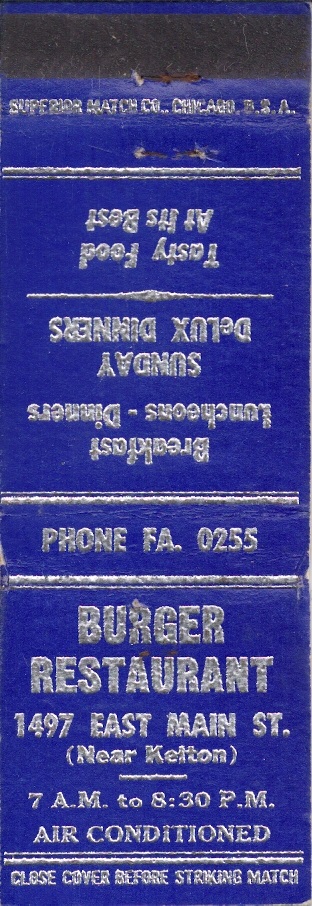 SUPERIOR MATCH CO., CHICAGO, U.S.A.
Breakfast
Luncheons - Dinners
SUNDAY
DeLUX DINNERS
Tasty Food
At Its Best
PHONE FA. 0255
BURGER
RESTAURANT
1497 EAST MAIN ST.
(Near Kelton)
7 A.M. to 8:30 P.M.
AIR CONDITIONED
CLOSE COVER BEFORE STRIKING MATCH